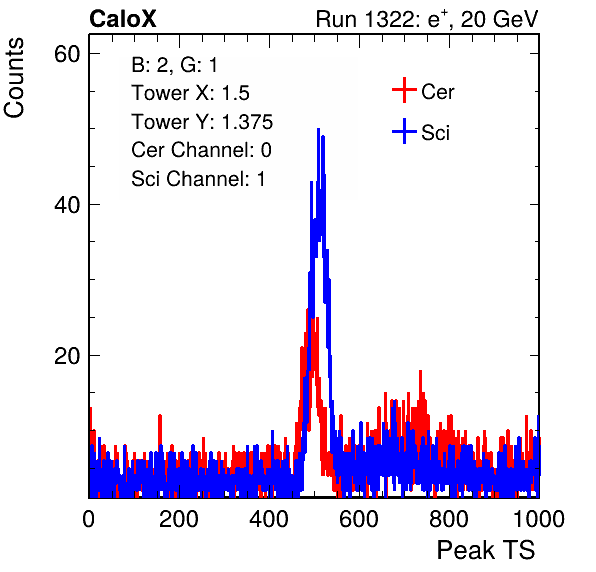 CaloX Run 1322: e+, 20 GeV
Counts
60
40
20
B: 2, G: 1
Tower X: 1.5
Tower Y: 1.375
Cer Channel: 0
Sci Channel: 1
Cer
Sci
0 200 400 600 800 1000
Peak TS